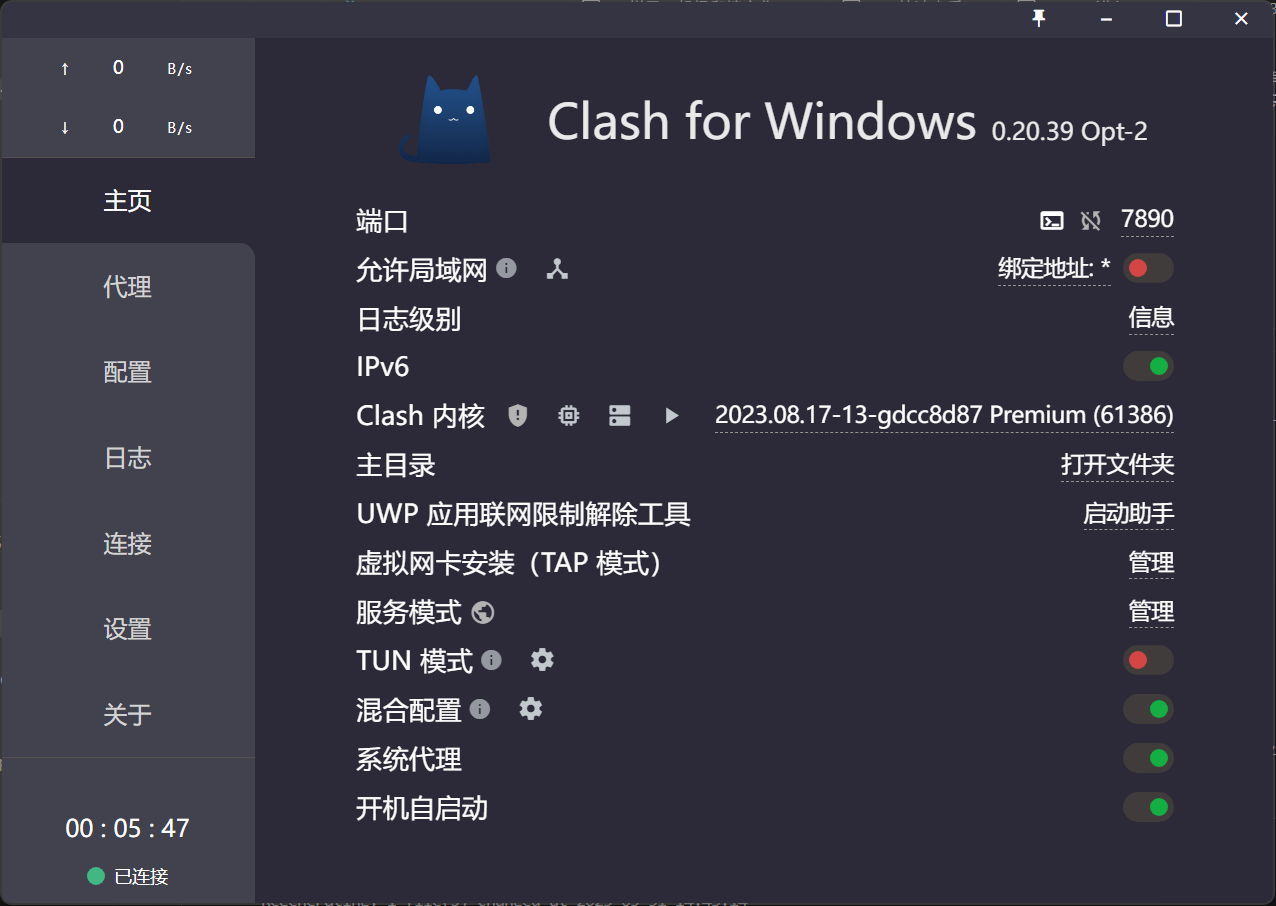 ↑ 0 B/s
↓ 0 B/s
主页
代理
配置
日志
连接
设置
关于
00 : 05 : 47
已连接
Clash for Windows 0.20.39 Opt-2
端口 7890
允许局域网 绑定地址: *
日志级别 信息
IPv6
Clash 内核 2023.08.17-13-gdcc8d87 Premium (61386)
主目录 打开文件夹
UWP 应用联网限制解除工具 启动助手
虚拟网卡安装（TAP 模式） 管理
服务模式 管理
TUN 模式
混合配置
系统代理
开机自启动